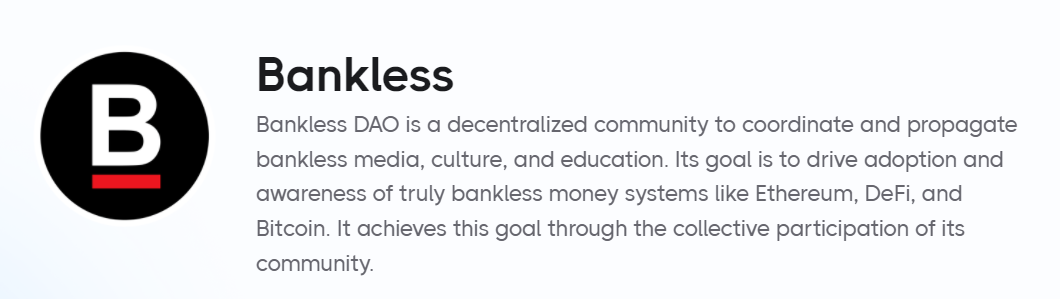 B
Bankless
Bankless DAO is a decentralized community to coordinate and propagate
bankless media, culture, and education. Its goal is to drive adoption and
awareness of truly bankless money systems like Ethereum, DeFi, and
Bitcoin. It achieves this goal through the collective participation of its
community.